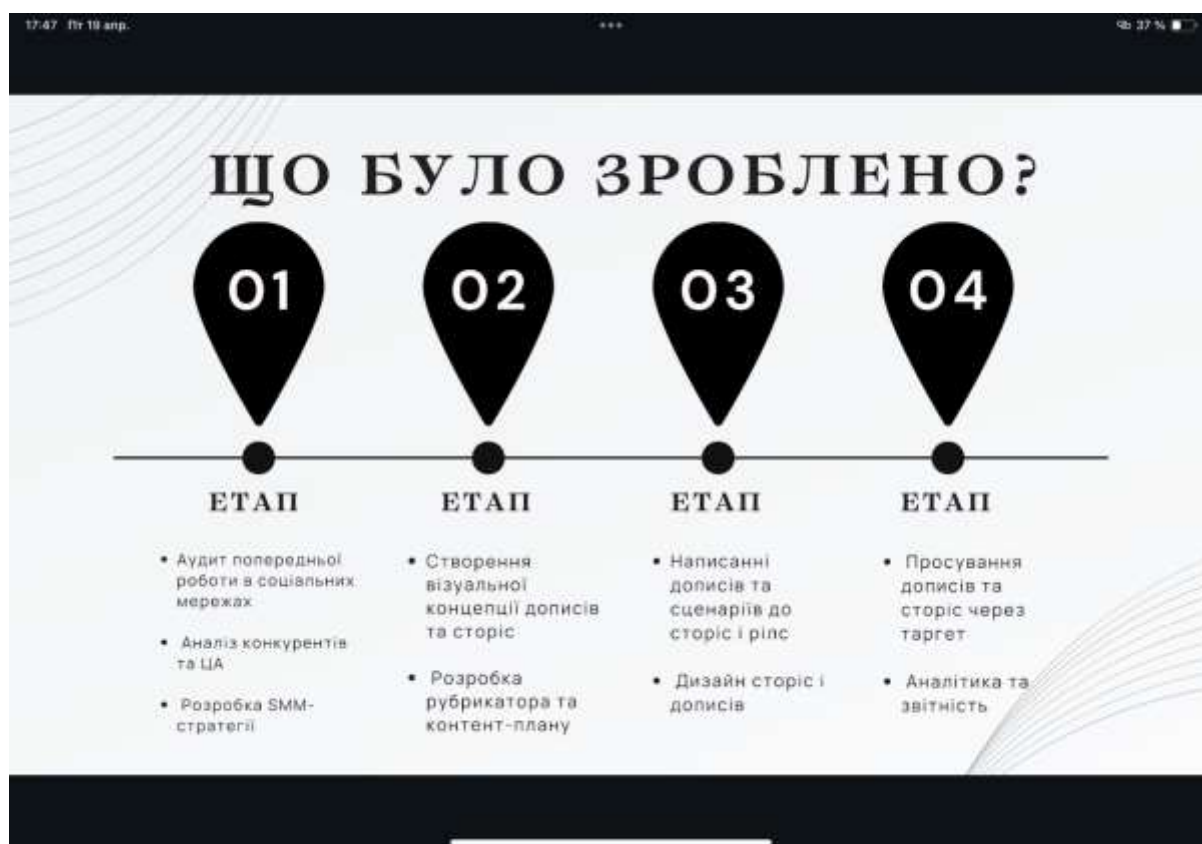 17:47 Пт 19 апр.
37 %
ЩО БУЛО ЗРОБЛЕНО?
01
02
03
04
ЕТАП
• Аудит попередньої
роботи в соціальних
мережах
• Аналіз конкурентів
та ЦА
• Розробка SMM-
стратегії
ЕТАП
• Створення
візуальної
концепції дописів
та сторіс
• Розробка
рубрикатора та
контент-плану
ЕТАП
• Написанні
дописів та
сценаріїв до
сторіс і рілс
• Дизайн сторіс і
дописів
ЕТАП
• Просування
дописів та
сторіс через
таргет
• Аналітика та
звітність